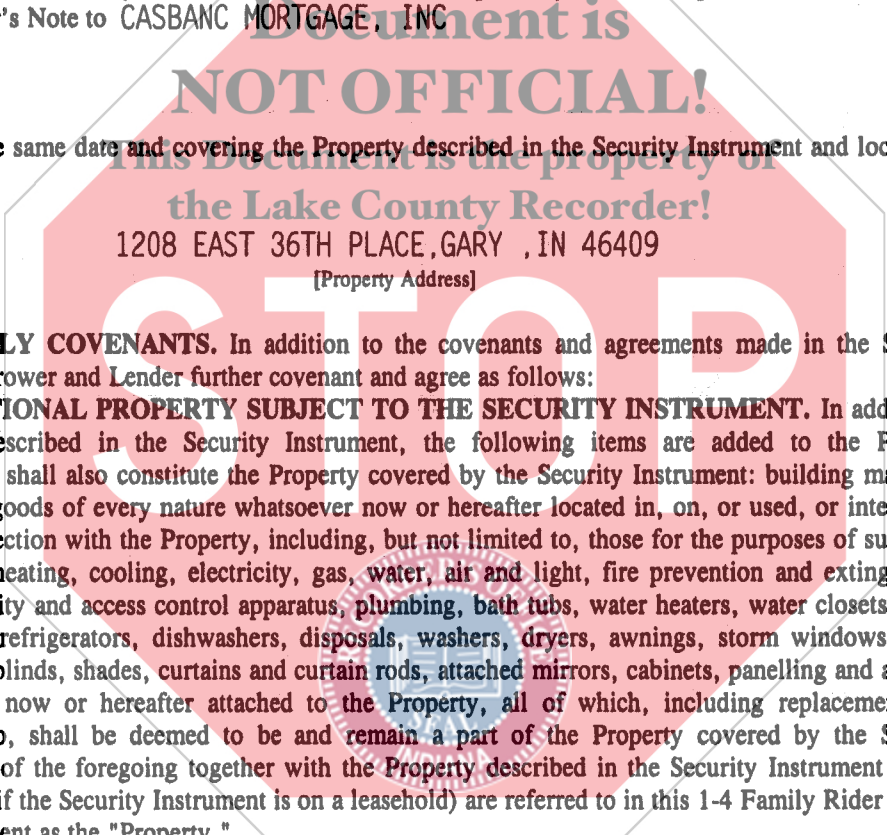 Document is
's Note to CASBANC MORTGAGE, INC
NOT OFFICIAL!
same date and covering the Property described in the Security Instrument and loc
This Document is the property of
the Lake County Recorder!
1208 EAST 36TH PLACE,GARY , IN 46409
[Property Address]
STOP
LY COVENANTS. In addition to the covenants and agreements made in the S
ower and Lender further covenant and agree as follows:
IONAL PROPERTY SUBJECT TO THE SECURITY INSTRUMENT. In add
escribed in the Security Instrument, the following items are added to the P
shall also constitute the Property covered by the Security Instrument: building ma
goods of every nature whatsoever now or hereafter located in, on, or used, or inte
ection with the Property, including, but not limited to, those for the purposes of su
heating, cooling, electricity, gas, water, air and light, fire prevention and exting
ity and access control apparatus, plumbing, bath tubs, water heaters, water closets
refrigerators, dishwashers, disposals, washers, dryers, awnings, storm windows
blinds, shades, curtains and curtain rods, attached mirrors, cabinets, panelling and a
now or hereafter attached to the Property, all of which, including replaceme
o, shall be deemed to be and remain a part of the Property covered by the S
of the foregoing together with the Property described in the Security Instrument
if the Security Instrument is on a leasehold) are referred to in this 1-4 Family Rider
ent as the "Property."
SEAL